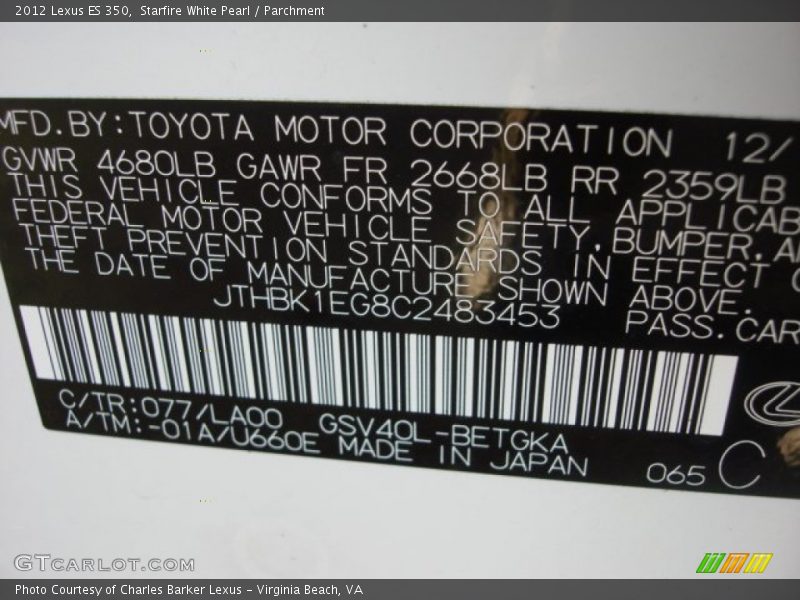 2012 Lexus ES 350, Starfire White Pearl / Parchment
MFD.BY:TOYOTA MOTOR CORPORATION 12/
GVWR 4680LB GAWR FR 2668LB RR 2359LB
THIS VEHICLE CONFORMS TO ALL APPLICAB
FEDERAL MOTOR VEHICLE SAFETY,BUMPER,AN
THEFT PREVENTION STANDARDS IN EFFECT O
THE DATE OF MANUFACTURE SHOWN ABOVE.
JTHBK1EG8C2483453 PASS.CAR
C/TR:077/LA00 GSV40L-BETGKA
A/TM:-01A/U660E MADE IN JAPAN
065 C
GTCARLOT.COM
Photo Courtesy of Charles Barker Lexus - Virginia Beach, VA